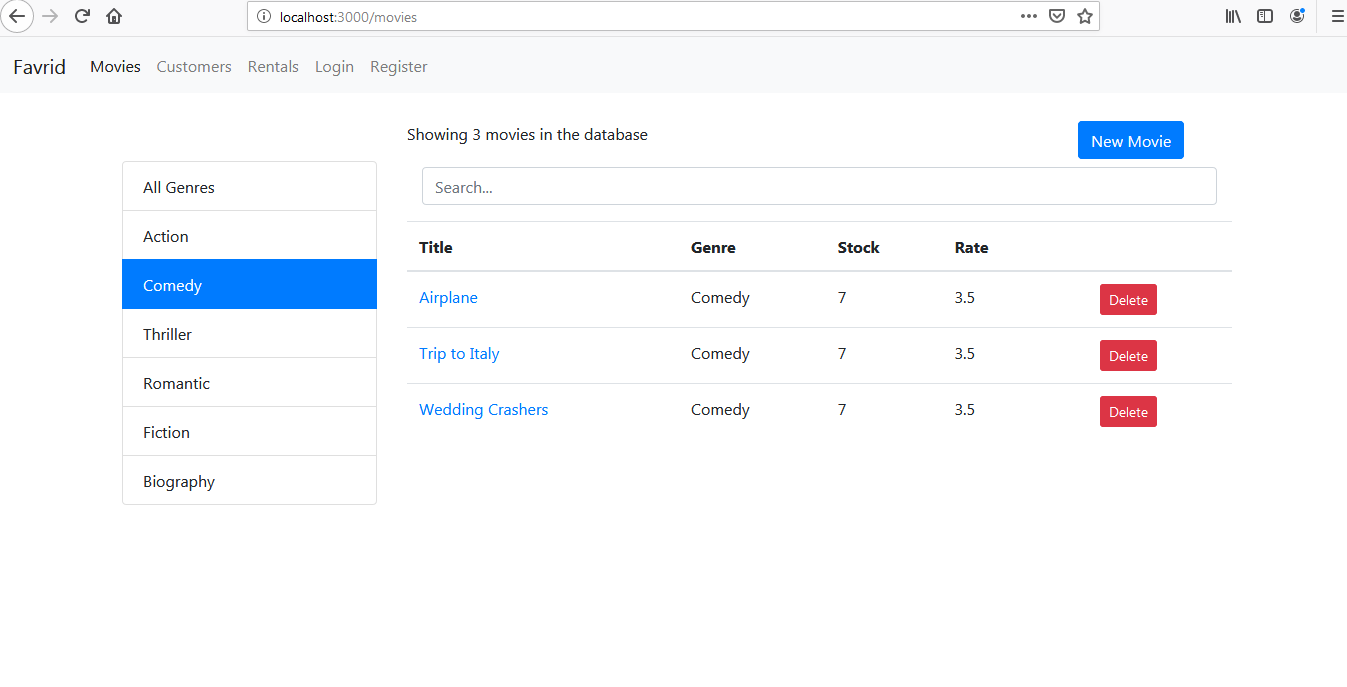 localhost:3000/movies
Favrid Movies Customers Rentals Login Register
Showing 3 movies in the database
New Movie
Search...
All Genres
Action
Comedy
Thriller
Romantic
Fiction
Biography
Title Genre Stock Rate
Airplane Comedy 7 3.5 Delete
Trip to Italy Comedy 7 3.5 Delete
Wedding Crashers Comedy 7 3.5 Delete